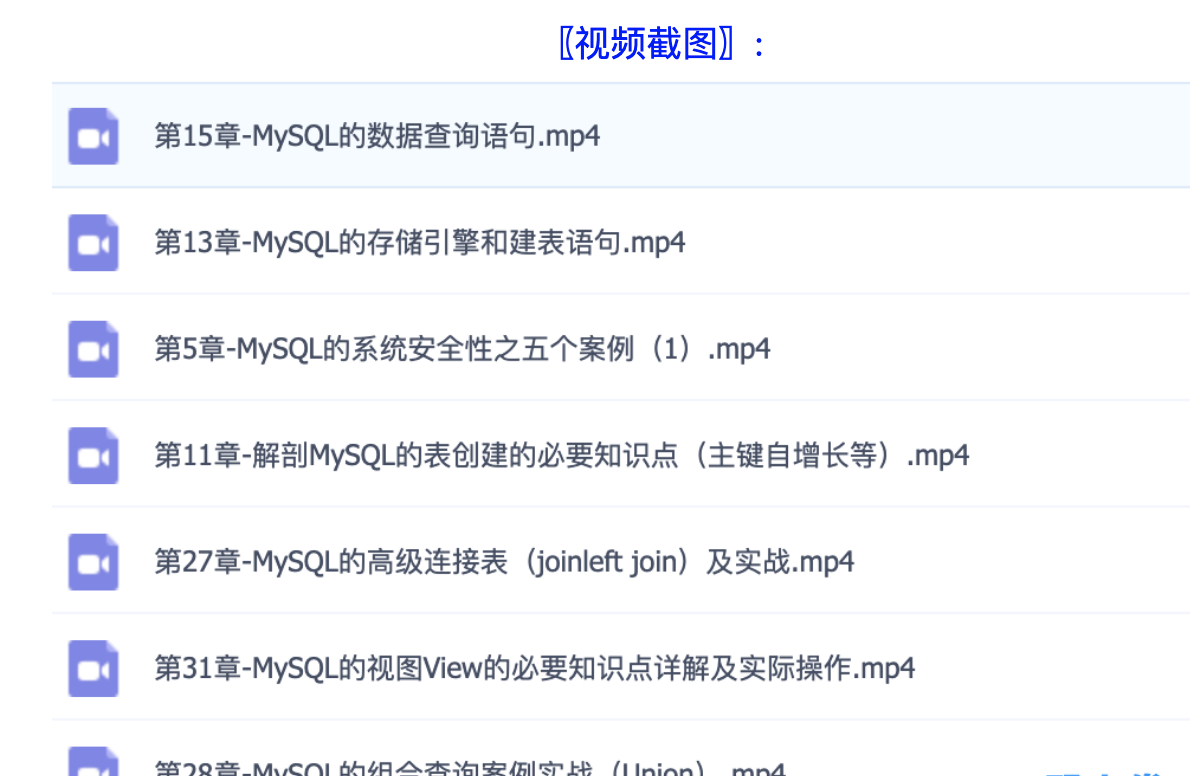 〖视频截图〗:
第15章-MySQL的数据查询语句.mp4
第13章-MySQL的存储引擎和建表语句.mp4
第5章-MySQL的系统安全性之五个案例（1）.mp4
第11章-解剖MySQL的表创建的必要知识点（主键自增长等）.mp4
第27章-MySQL的高级连接表（joinleft join）及实战.mp4
第31章-MySQL的视图View的必要知识点详解及实际操作.mp4
第28章-MySQL的组合查询案例实战（Union）.mp4